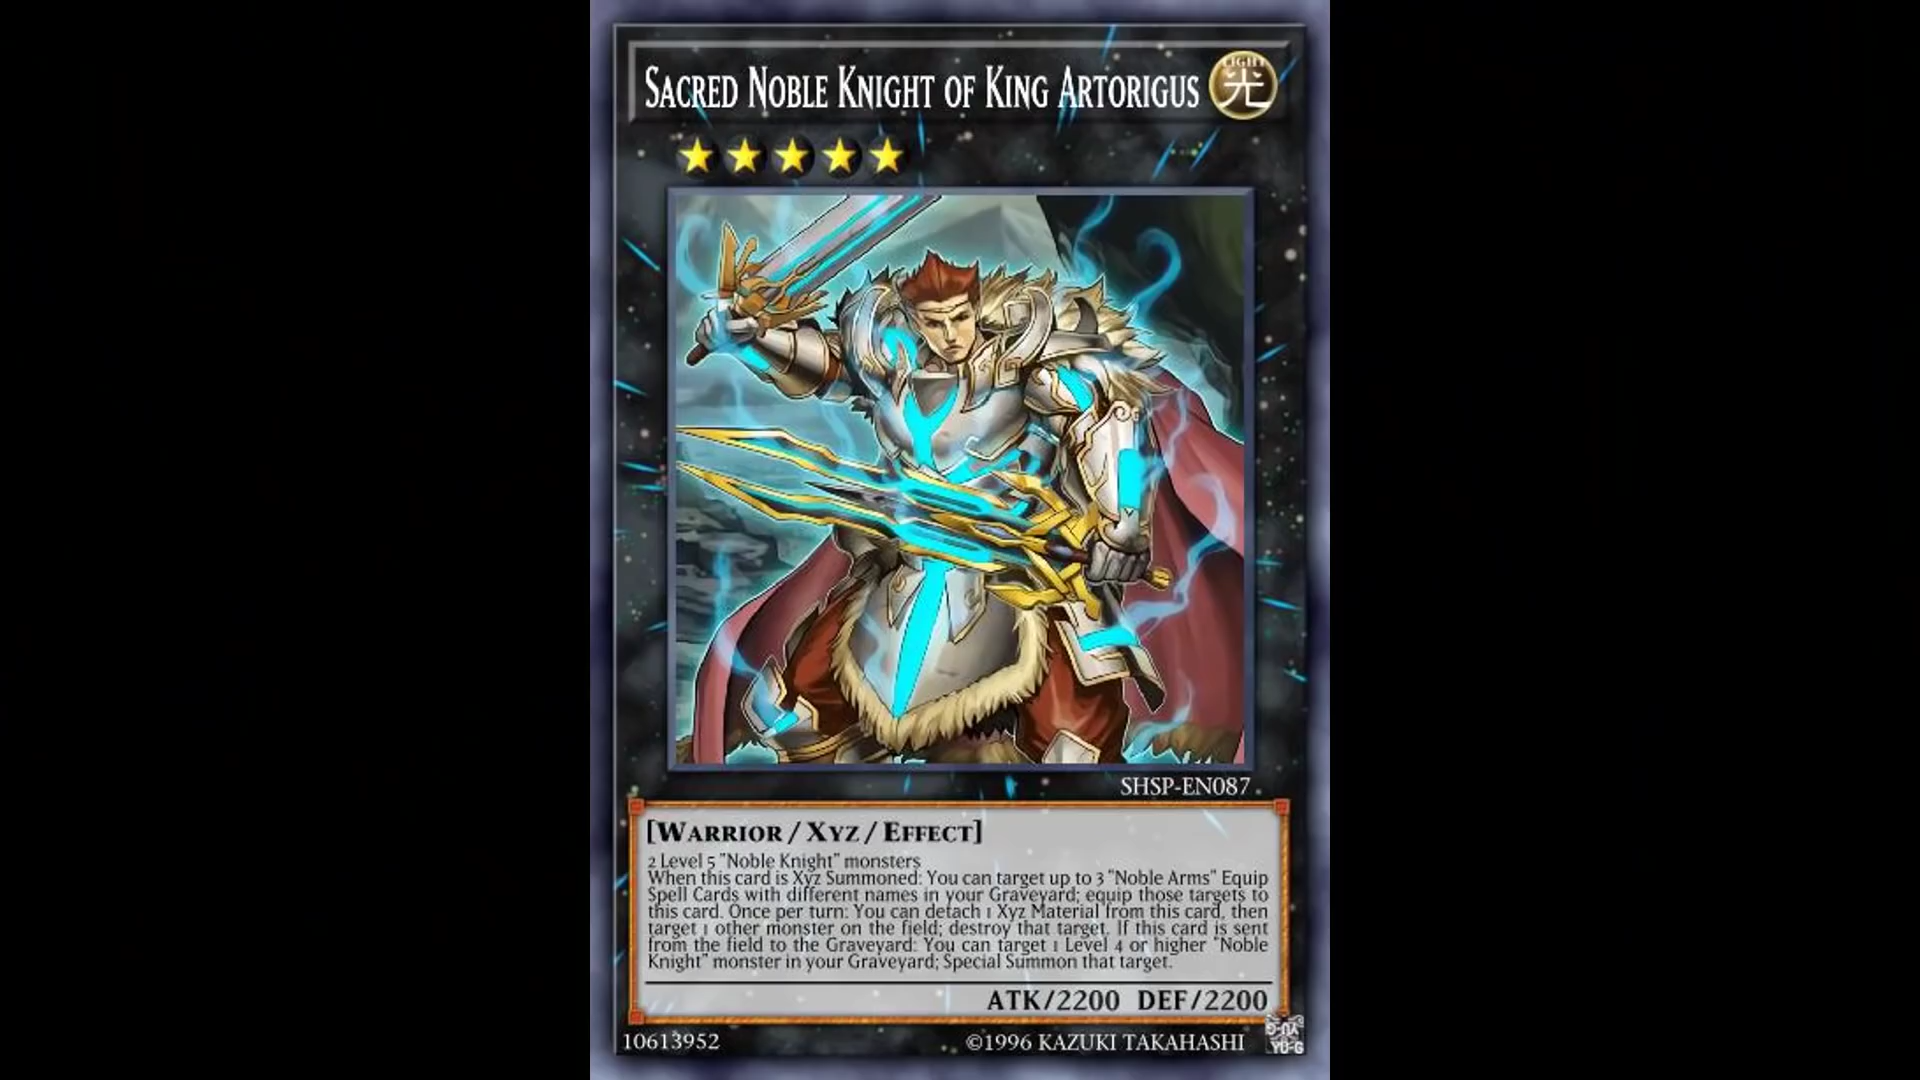 SACRED NOBLE KNIGHT OF KING ARTORIGUS
LIGHT
光
SHSP-EN087
[WARRIOR / XYZ / EFFECT]
2 Level 5 "Noble Knight" monsters
When this card is Xyz Summoned: You can target up to 3 "Noble Arms" Equip
Spell Cards with different names in your Graveyard; equip those targets to
this card. Once per turn: You can detach 1 Xyz Material from this card, then
target 1 other monster on the field; destroy that target. If this card is sent
from the field to the Graveyard: You can target 1 Level 4 or higher "Noble
Knight" monster in your Graveyard; Special Summon that target.
ATK/2200 DEF/2200
10613952
©1996 KAZUKI TAKAHASHI